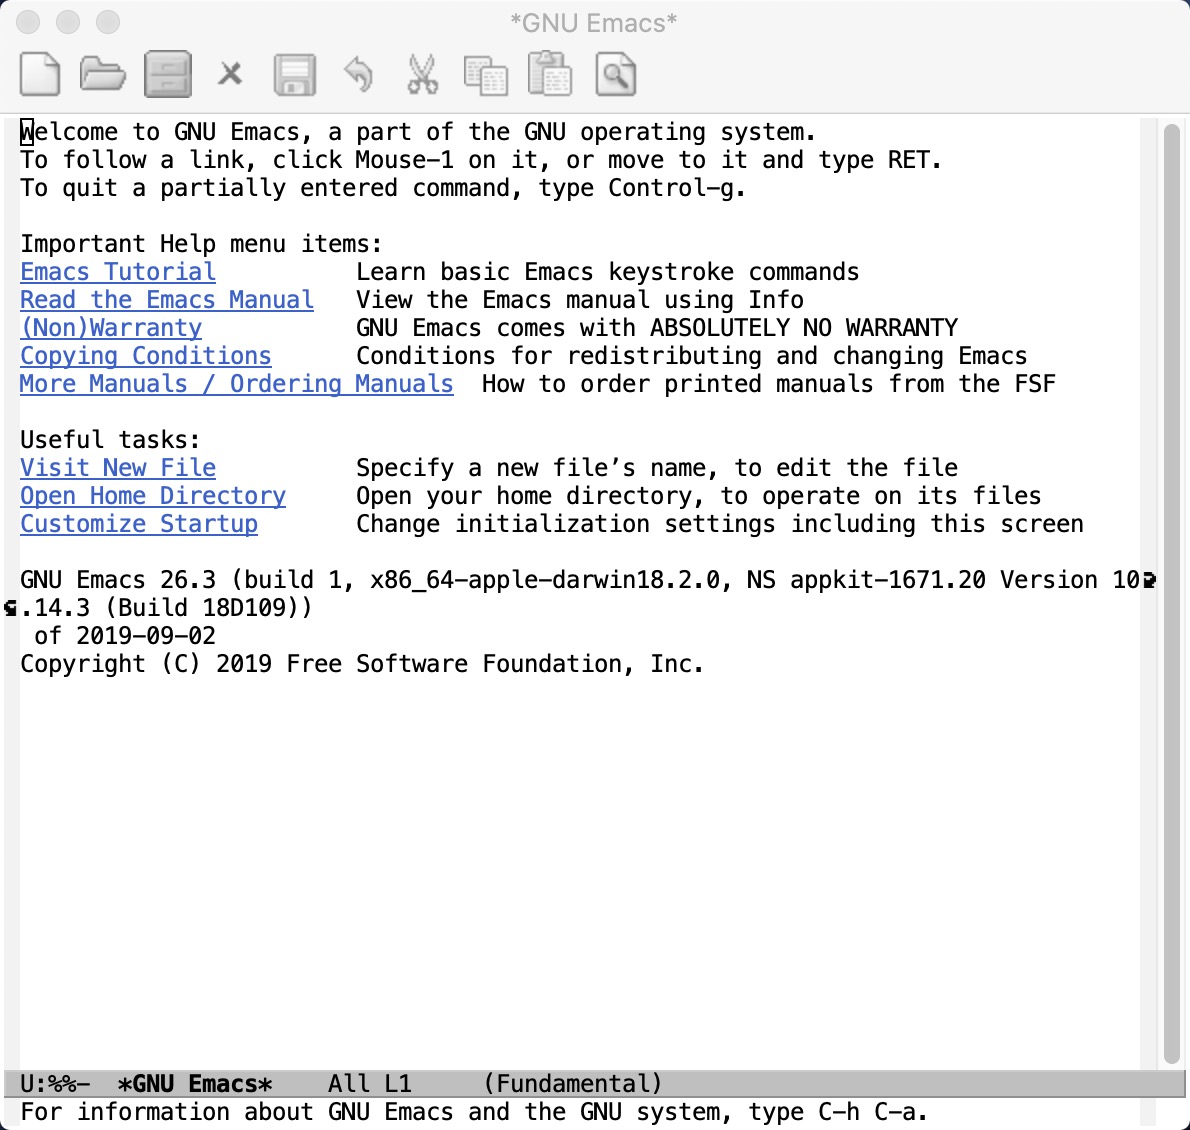 *GNU Emacs*
Welcome to GNU Emacs, a part of the GNU operating system.
To follow a link, click Mouse-1 on it, or move to it and type RET.
To quit a partially entered command, type Control-g.
Important Help menu items:
Emacs Tutorial Learn basic Emacs keystroke commands
Read the Emacs Manual View the Emacs manual using Info
(Non)Warranty GNU Emacs comes with ABSOLUTELY NO WARRANTY
Copying Conditions Conditions for redistributing and changing Emacs
More Manuals / Ordering Manuals How to order printed manuals from the FSF
Useful tasks:
Visit New File Specify a new file’s name, to edit the file
Open Home Directory Open your home directory, to operate on its files
Customize Startup Change initialization settings including this screen
GNU Emacs 26.3 (build 1, x86_64-apple-darwin18.2.0, NS appkit-1671.20 Version 10
.14.3 (Build 18D109))
of 2019-09-02
Copyright (C) 2019 Free Software Foundation, Inc.
U:%%- *GNU Emacs* All L1 (Fundamental)
For information about GNU Emacs and the GNU system, type C-h C-a.